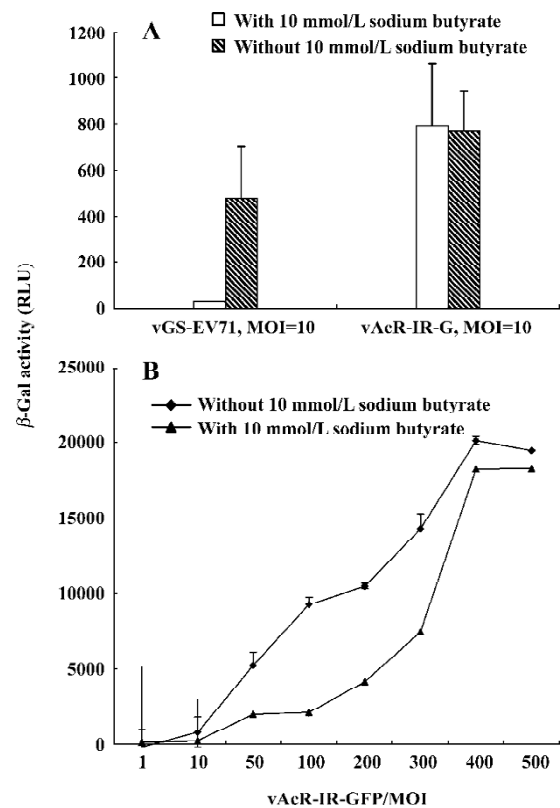 A
With 10 mmol/L sodium butyrate
Without 10 mmol/L sodium butyrate
1200
1000
800
600
400
200
0
vGS-EV71, MOI=10
vAcR-IR-G, MOI=10
β-Gal activity (RLU)
B
25000
Without 10 mmol/L sodium butyrate
With 10 mmol/L sodium butyrate
20000
15000
10000
5000
0
1 10 50 100 200 300 400 500
vAcR-IR-GFP/MOI